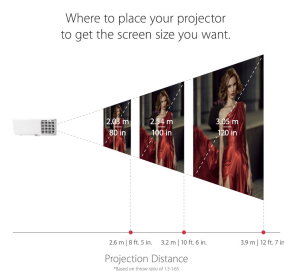 Where to place your projector
to get the screen size you want.
2.03 m
80 in
2.54 m
100 in
3.05 m
120 in
2.6 m | 8 ft. 5 in.
3.2 m | 10 ft. 6 in.
3.9 m | 12 ft. 7 in
Projection Distance
*Based on throw ratio of 1.5-1.65